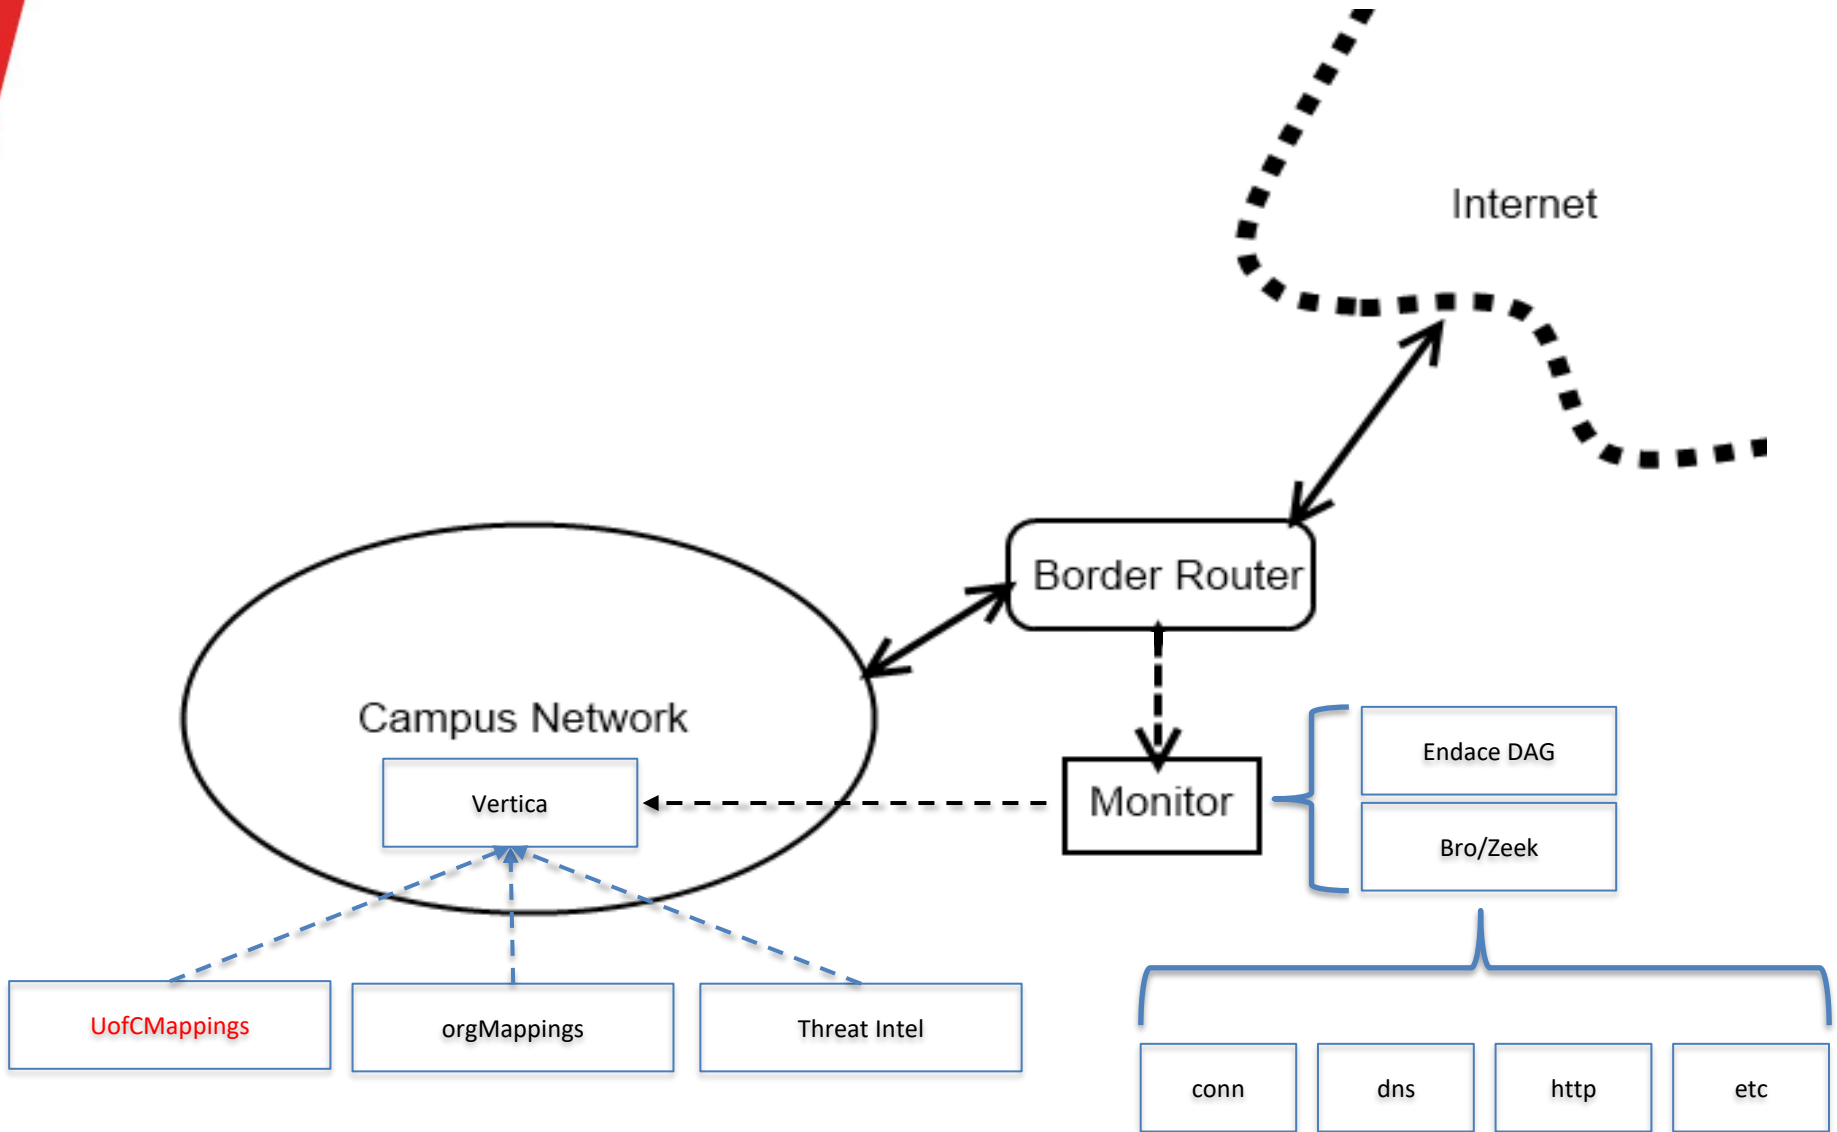 Internet
Border Router
Campus Network
Vertica
Monitor
Endace DAG
Bro/Zeek
UofCMappings
orgMappings
Threat Intel
conn
dns
http
etc